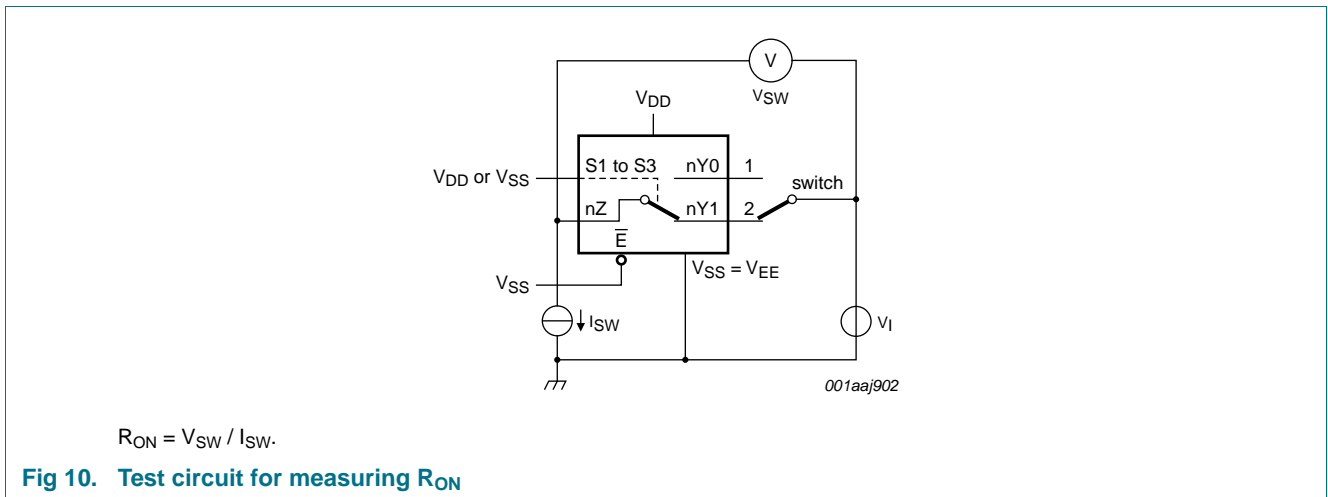 V
VSW
VDD
VDD or VSS
S1 to S3
nY0
1
switch
nZ
nY1
2
E
VSS
VSS = VEE
ISW
VI
001aaj902
RON = VSW / ISW.
Fig 10. Test circuit for measuring RON